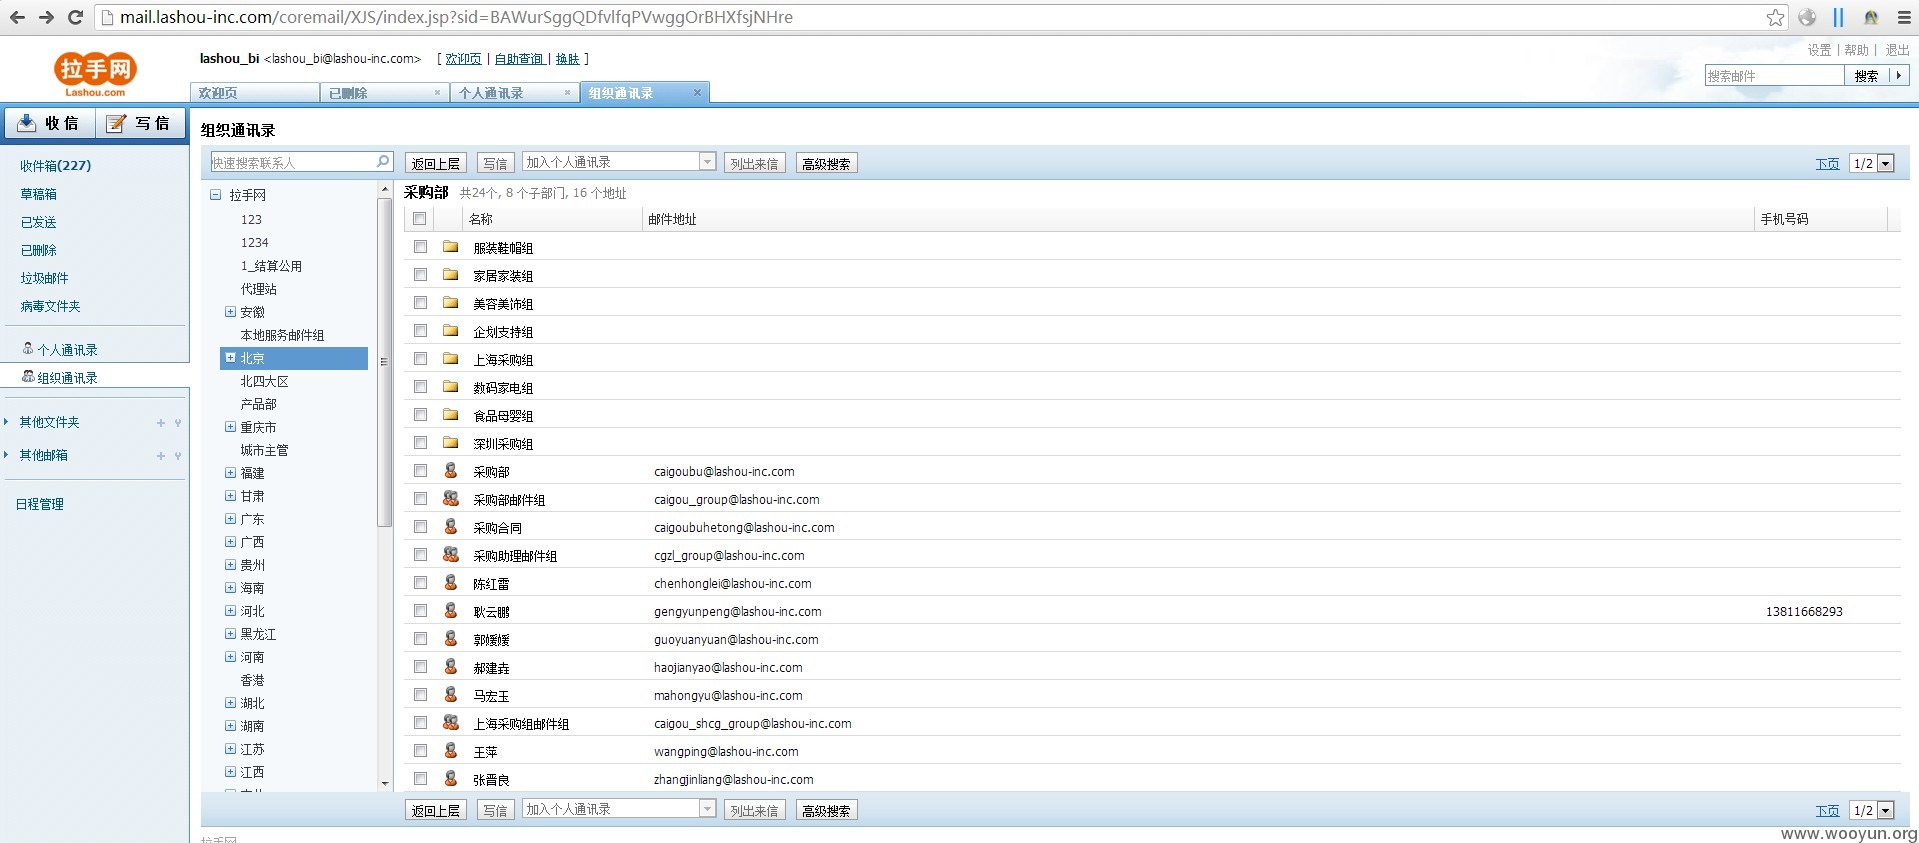 mail.lashou-inc.com/coremail/XJS/index.jsp?sid=BAWurSggQDfvlfqPVwggOrBHXfsjNHre
拉手网
Lashou.com
lashou_bi <lashou_bi@lashou-inc.com> [ 欢迎页 | 自助查询 | 换肤 ]
设置 | 帮助 | 退出
搜索邮件 搜索
欢迎页 已删除 × 个人通讯录 × 组织通讯录 ×
收信 写信
收件箱(227)
草稿箱
已发送
已删除
垃圾邮件
病毒文件夹
个人通讯录
组织通讯录
其他文件夹
其他邮箱
日程管理
组织通讯录
快速搜索联系人 返回上层 写信 加入个人通讯录 列出来信 高级搜索 下页 1/2
拉手网
123
1234
1_结算公用
代理站
安徽
本地服务邮件组
北京
北四大区
产品部
重庆市
城市主管
福建
甘肃
广东
广西
贵州
海南
河北
黑龙江
河南
香港
湖北
湖南
江苏
江西
采购部 共24个, 8 个子部门, 16 个地址
名称 邮件地址 手机号码
服装鞋帽组
家居家装组
美容美饰组
企划支持组
上海采购组
数码家电组
食品母婴组
深圳采购组
采购部 caigoubu@lashou-inc.com
采购部邮件组 caigou_group@lashou-inc.com
采购合同 caigoubuhetong@lashou-inc.com
采购助理邮件组 cgzl_group@lashou-inc.com
陈红雷 chenhonglei@lashou-inc.com
耿云鹏 gengyunpeng@lashou-inc.com 13811668293
郭媛媛 guoyuanyuan@lashou-inc.com
郝建垚 haojianyao@lashou-inc.com
马宏玉 mahongyu@lashou-inc.com
上海采购组邮件组 caigou_shcg_group@lashou-inc.com
王萍 wangping@lashou-inc.com
张晋良 zhangjinliang@lashou-inc.com
返回上层 写信 加入个人通讯录 列出来信 高级搜索 下页 1/2
www.wooyun.org